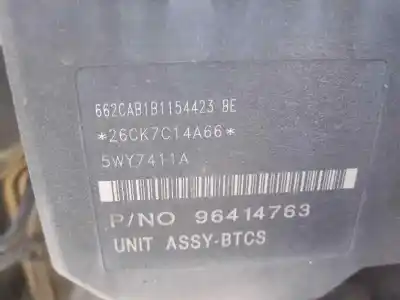 662CAB1B1154423 BE
*26CK7C14A66*
5WY7411A
P/NO 96414763
UNIT ASSY-BTCS